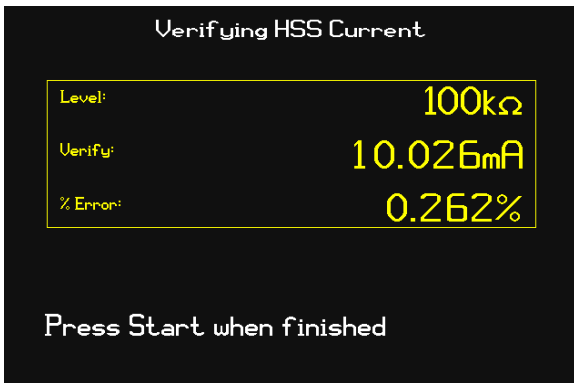 Verifying HSS Current
Level: 100kΩ
Verify: 10.026mA
% Error: 0.262%
Press Start when finished